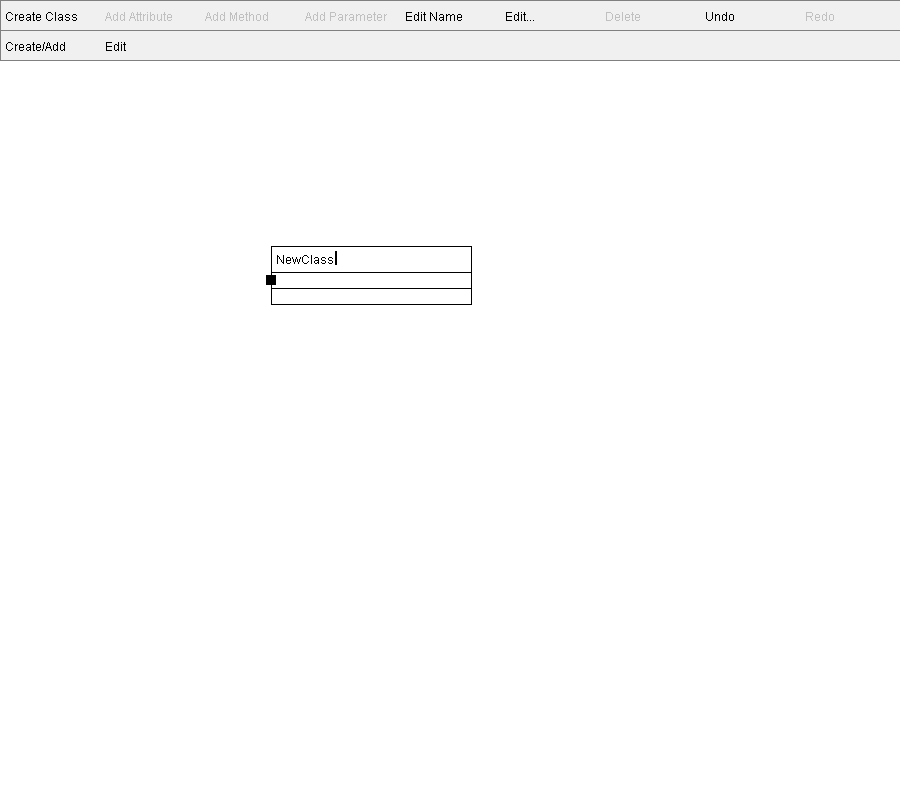 Create Class Add Attribute Add Method Add Parameter Edit Name Edit... Delete Undo Redo
Create/Add Edit
NewClass